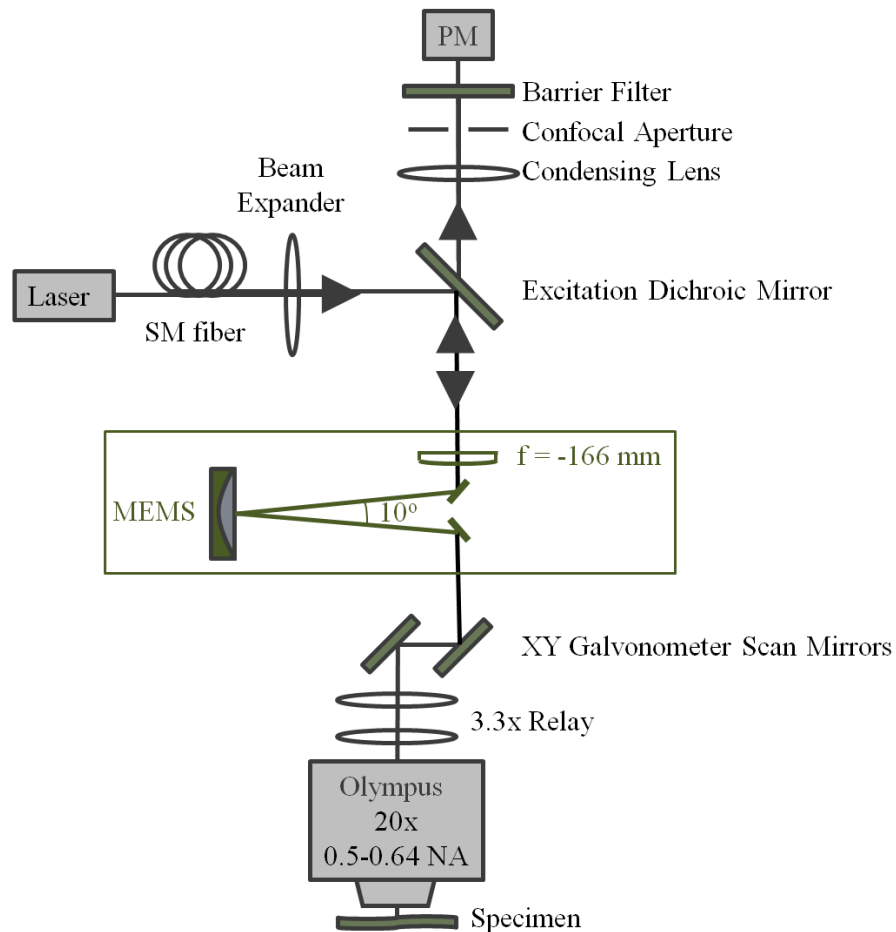 PM
Barrier Filter
Confocal Aperture
Condensing Lens
Beam
Expander
Laser
SM fiber
Excitation Dichroic Mirror
f = -166 mm
MEMS
10°
XY Galvonometer Scan Mirrors
3.3x Relay
Olympus
20x
0.5-0.64 NA
Specimen